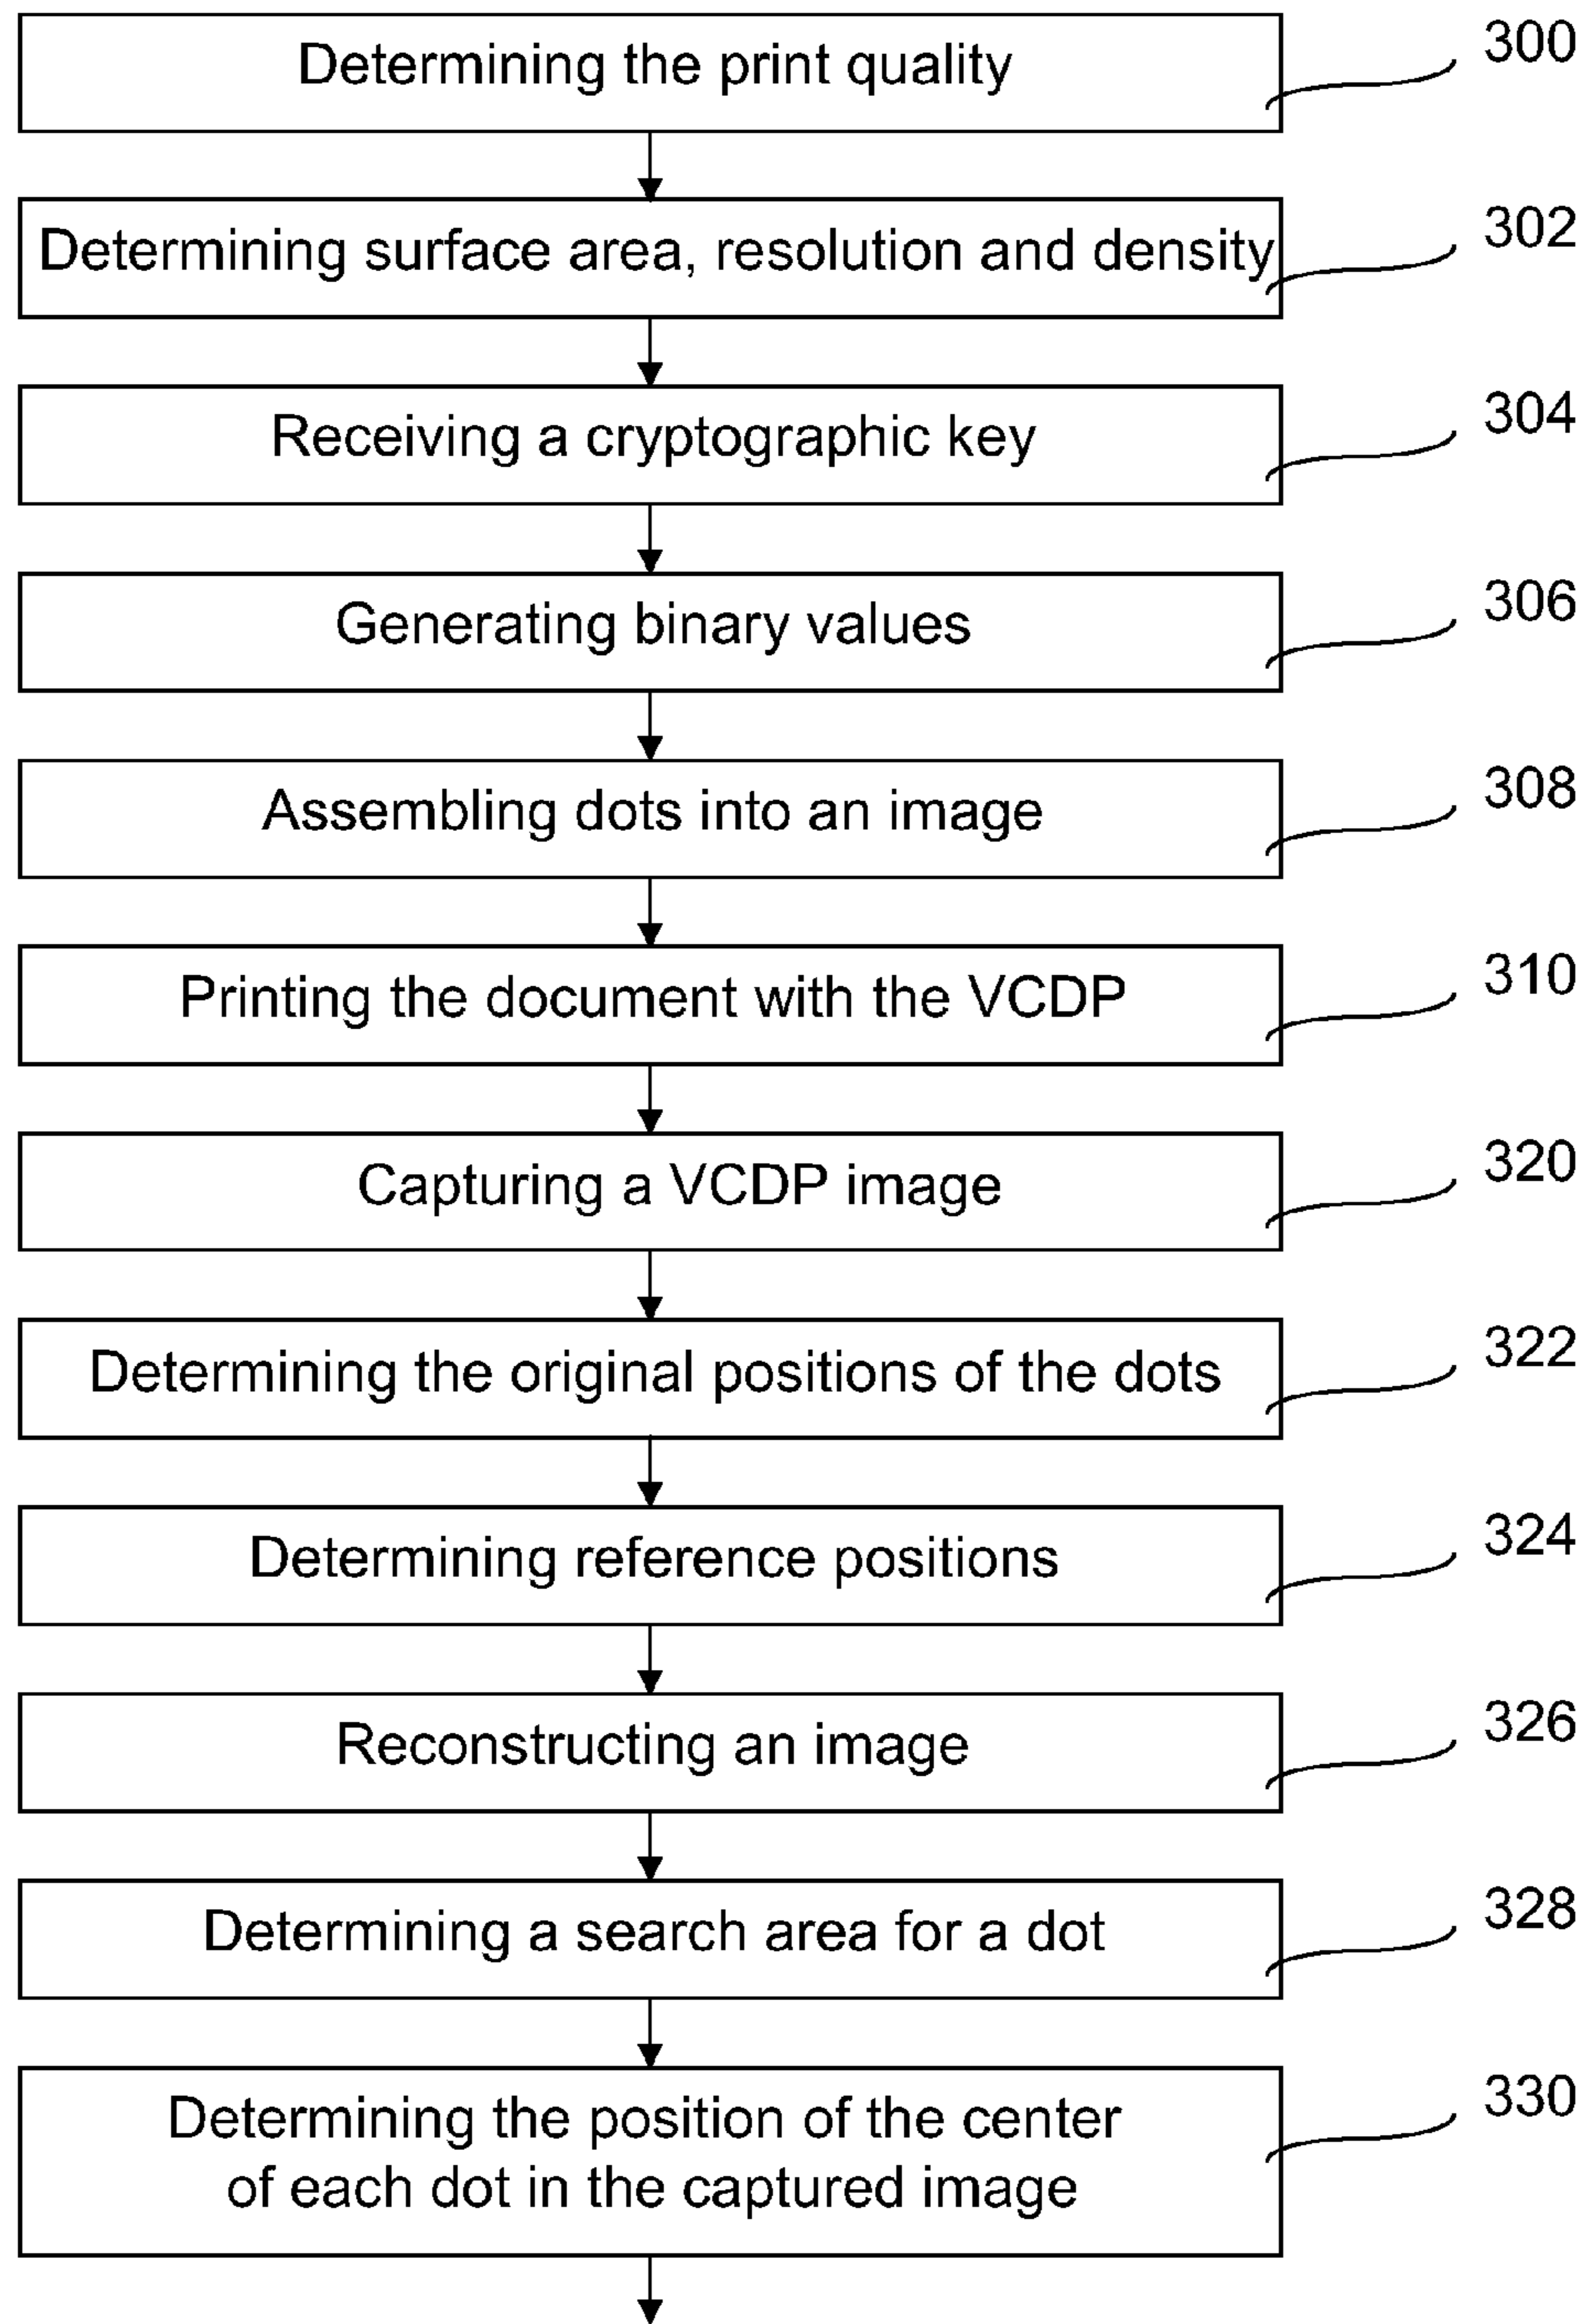 Determining the print quality
300
Determining surface area, resolution and density
302
Receiving a cryptographic key
304
Generating binary values
306
Assembling dots into an image
308
Printing the document with the VCDP
310
Capturing a VCDP image
320
Determining the original positions of the dots
322
Determining reference positions
324
Reconstructing an image
326
Determining a search area for a dot
328
Determining the position of the center
of each dot in the captured image
330